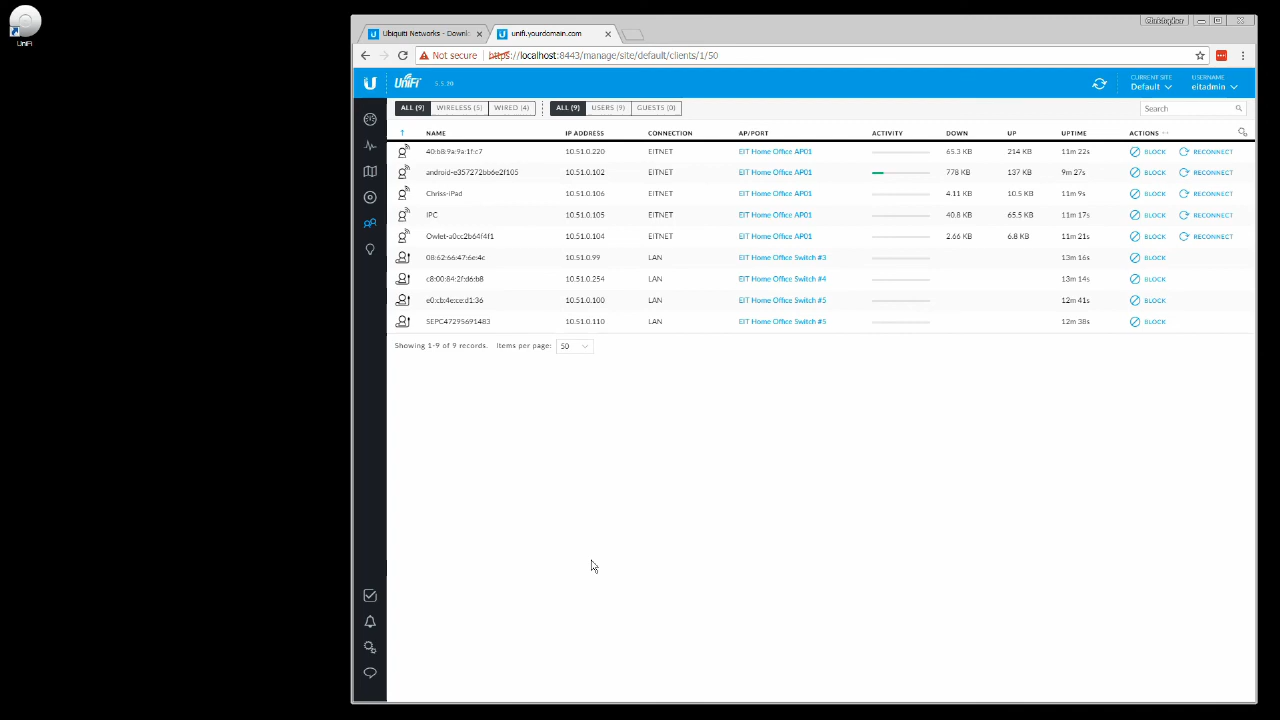 UniFi
Christopher
Ubiquiti Networks - Downlo
unifi.yourdomain.com
Not secure
https://localhost:8443/manage/site/default/clients/1/50
UniFi 5.5.20
CURRENT SITE
Default
USERNAME
eitadmin
ALL (9) WIRELESS (5) WIRED (4) ALL (9) USERS (9) GUESTS (0) Search
NAME IP ADDRESS CONNECTION AP/PORT ACTIVITY DOWN UP UPTIME ACTIONS
40:b8:9a:9a:1f:c7 10.51.0.220 EITNET EIT Home Office AP01 65.3 KB 214 KB 11m 22s BLOCK RECONNECT
android-e357272bb6e2f105 10.51.0.102 EITNET EIT Home Office AP01 778 KB 137 KB 9m 27s BLOCK RECONNECT
Chriss-iPad 10.51.0.106 EITNET EIT Home Office AP01 4.11 KB 10.5 KB 11m 9s BLOCK RECONNECT
IPC 10.51.0.105 EITNET EIT Home Office AP01 40.8 KB 65.5 KB 11m 17s BLOCK RECONNECT
Owlet-a0cc2b64f4f1 10.51.0.104 EITNET EIT Home Office AP01 2.66 KB 6.8 KB 11m 21s BLOCK RECONNECT
08:62:66:47:6e:4c 10.51.0.99 LAN EIT Home Office Switch #3 13m 16s BLOCK
c8:00:84:2f:d6:b8 10.51.0.254 LAN EIT Home Office Switch #4 13m 14s BLOCK
e0:cb:4e:ce:d1:36 10.51.0.100 LAN EIT Home Office Switch #5 12m 41s BLOCK
SEPC47295691483 10.51.0.110 LAN EIT Home Office Switch #5 12m 38s BLOCK
Showing 1-9 of 9 records. Items per page: 50